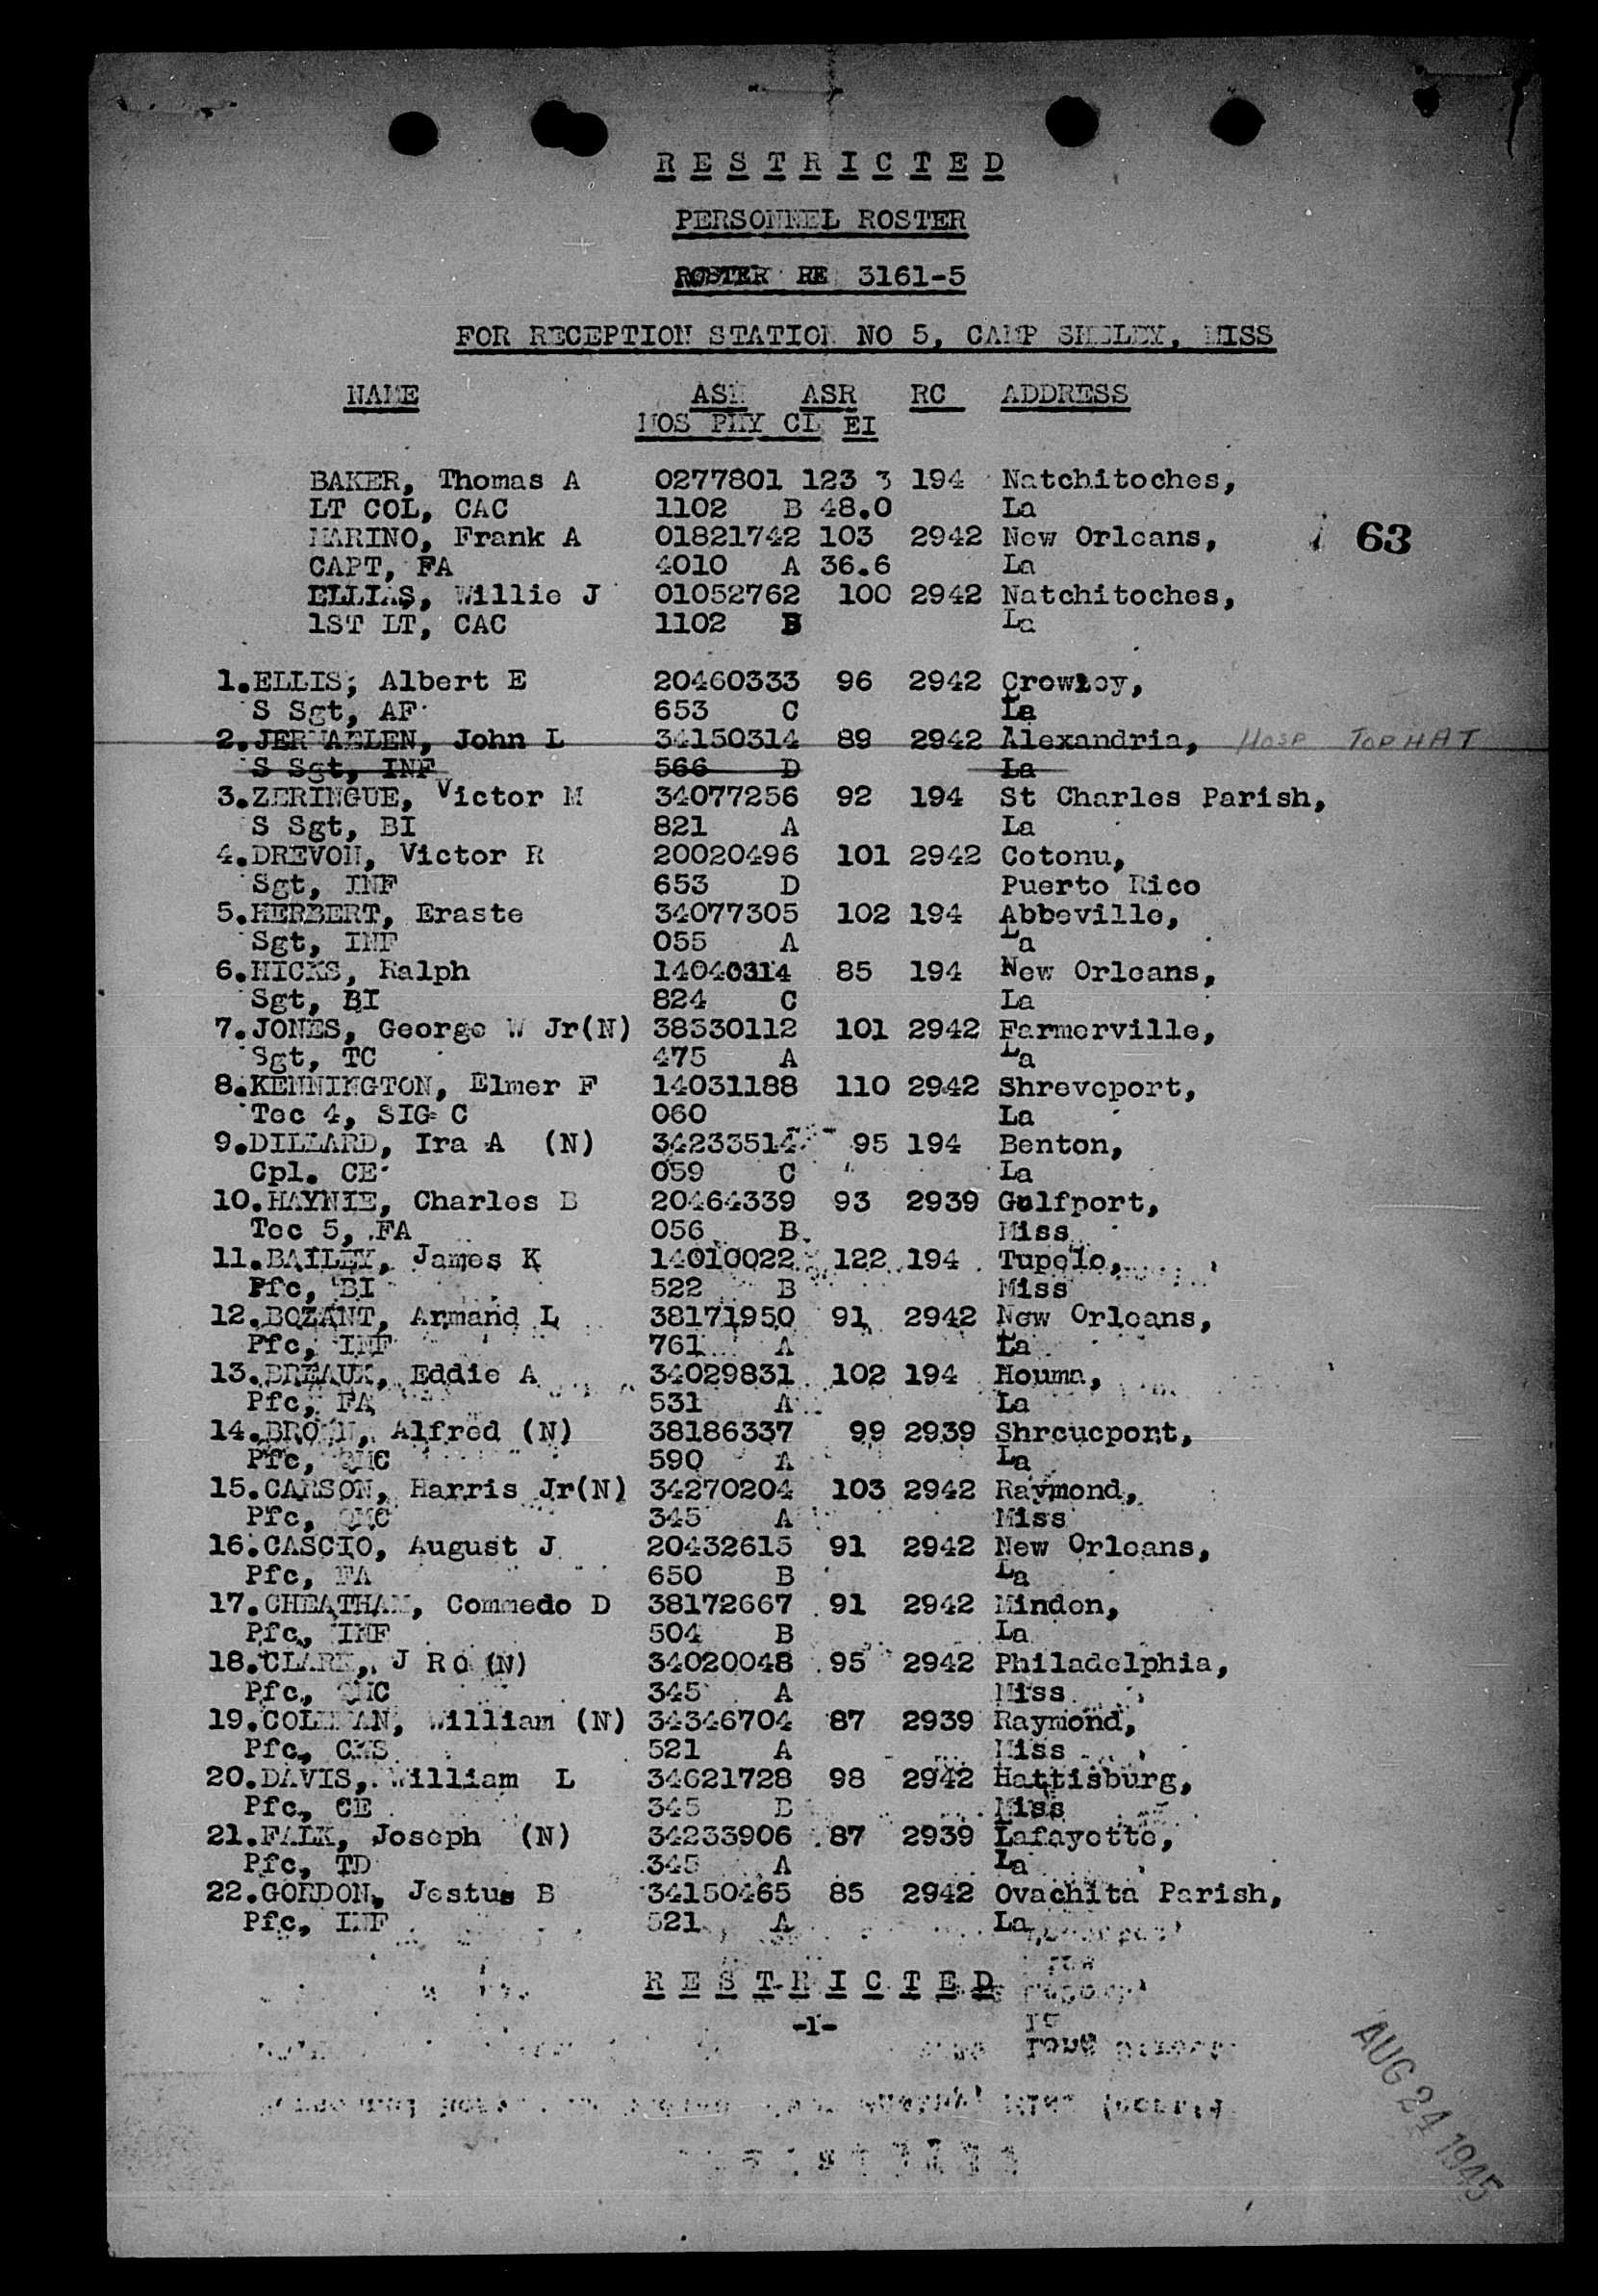 RESTRICTED
PERSONNEL ROSTER
ROSTER RE 3161-5
FOR RECEPTION STATION NO 5, CAMP SHELBY, MISS
NAME ASN ASR RC ADDRESS
MOS PHY CL EI
BAKER, Thomas A 0277801 123 3 194 Natchitoches,
LT COL, CAC 1102 B 48.0 La
MARINO, Frank A 01821742 103 2942 New Orleans, 63
CAPT, FA 4010 A 36.6 La
ELLIAS, Willie J 01052762 100 2942 Natchitoches,
1ST LT, CAC 1102 B La
1.ELLIS, Albert E 20460333 96 2942 Crowley,
S Sgt, AF 653 C La
2. John L 34150314 89 2942 Alexandria, HOSP TOPHAT
S Sgt, INF 566 D La
3.ZERINGUE, Victor M 34077256 92 194 St Charles Parish,
S Sgt, BI 821 A La
4.DREVON, Victor R 20020496 101 2942 Cotonu,
Sgt, INF 653 D Puerto Rico
5.HERBERT, Eraste 34077305 102 194 Abbeville,
Sgt, INF 055 A La
6.HICKS, Ralph 14040314 85 194 New Orleans,
Sgt, BI 824 C La
7.JONES, George W Jr(N) 38330112 101 2942 Farmerville,
Sgt, TC 475 A La
8.KENNINGTON, Elmer F 14031188 110 2942 Shreveport,
Tec 4, SIG C 060 La
9.DILLARD, Ira A (N) 34233514 95 194 Benton,
Cpl. CE 059 C La
10.HAYNIE, Charles B 20464339 93 2939 Gulfport,
Tec 5, FA 056 B Miss
11.BAILEY, James K 14010022 122 194 Tupelo,
Pfc, BI 522 B Miss
12.BOZANT, Armand L 38171950 91 2942 New Orleans,
Pfc, INF 761 A La
13.BREAUX, Eddie A 34029831 102 194 Houma,
Pfc, FA 531 A La
14.BROWN, Alfred (N) 38186337 99 2939 Shreucport,
Pfc, QMC 590 A La
15.CARSON, Harris Jr(N) 34270204 103 2942 Raymond,
Pfc, QMC 345 A Miss
16.CASCIO, August J 20432615 91 2942 New Orleans,
Pfc, FA 650 B La
17.CHEATHAM, Commedo D 38172667 91 2942 Minden,
Pfc, INF 504 B La
18.CLARK, J R O (N) 34020048 95 2942 Philadelphia,
Pfc, QMC 345 A Miss
19.COLEMAN, William (N) 34346704 87 2939 Raymond,
Pfc, CWS 521 A Miss
20.DAVIS, William L 34621728 98 2942 Hattisburg,
Pfc, CE 345 B Miss
21.FALK, Joseph (N) 34233906 87 2939 Lafayette,
Pfc, TD 345 A La
22.GORDON, Jestus B 34150465 85 2942 Ovachita Parish,
Pfc, INF 521 A La
RESTRICTED
-1-
AUG 24 1945